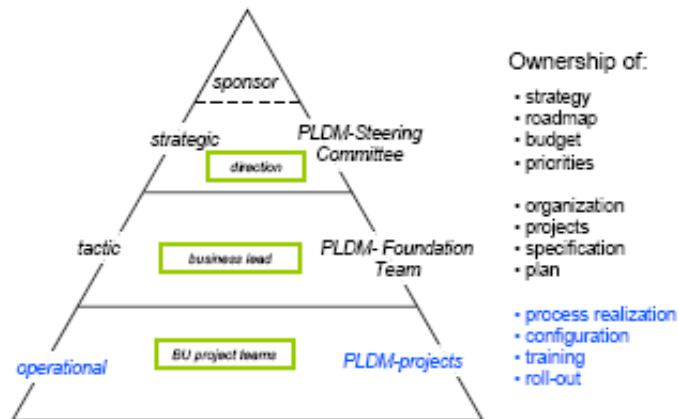 Ownership of:
sponsor
• strategy
• roadmap
• budget
• priorities
strategic
PLDM-Steering
Committee
direction
• organization
• projects
• specification
• plan
tactic
business lead
PLDM- Foundation
Team
• process realization
• configuration
• training
• roll-out
operational
BU project teams
PLDM-projects